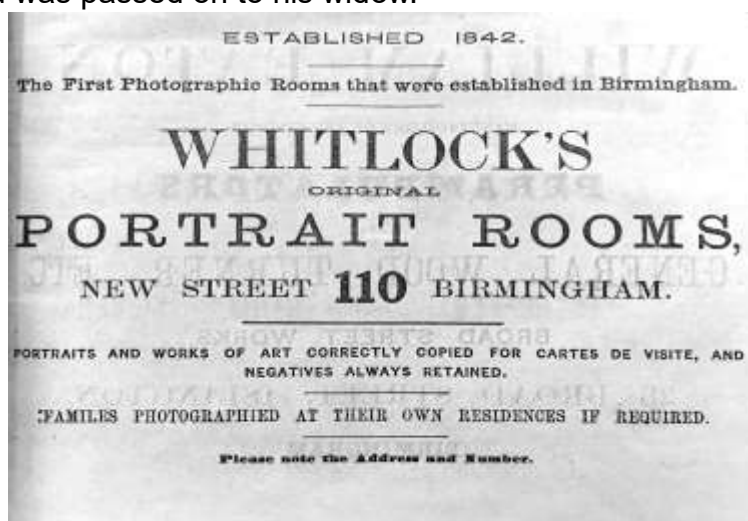 was passed on to his widow.
ESTABLISHED 1842.
The First Photographic Rooms that were established in Birmingham.
WHITLOCK'S
ORIGINAL
PORTRAIT ROOMS,
NEW STREET 110 BIRMINGHAM.
PORTRAITS AND WORKS OF ART CORRECTLY COPIED FOR CARTES DE VISITE, AND
NEGATIVES ALWAYS RETAINED.
FAMILES PHOTOGRAPHIED AT THEIR OWN RESIDENCES IF REQUIRED.
Please note the Address and Number.